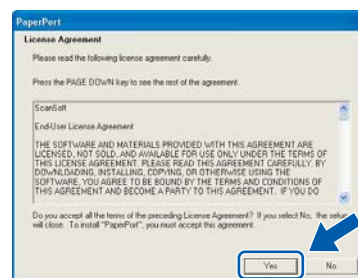 PaperPort
License Agreement
Please read the following license agreement carefully.
Press the PAGE DOWN key to see the rest of the agreement.
ScanSoft
End-User License Agreement
THE SOFTWARE AND MATERIALS PROVIDED WITH THIS AGREEMENT ARE
LICENSED, NOT SOLD, AND AVAILABLE FOR USE ONLY UNDER THE TERMS OF
THIS LICENSE AGREEMENT. PLEASE READ THIS AGREEMENT CAREFULLY. BY
DOWNLOADING, INSTALLING, COPYING, OR OTHERWISE USING THE
SOFTWARE, YOU AGREE TO BE BOUND BY THE TERMS AND CONDITIONS OF
THIS AGREEMENT AND BECOME A PARTY TO THIS AGREEMENT. IF YOU DO
Do you accept all the terms of the preceding License Agreement? If you select No, the setup
will close. To install "PaperPort", you must accept this agreement.
Yes
No